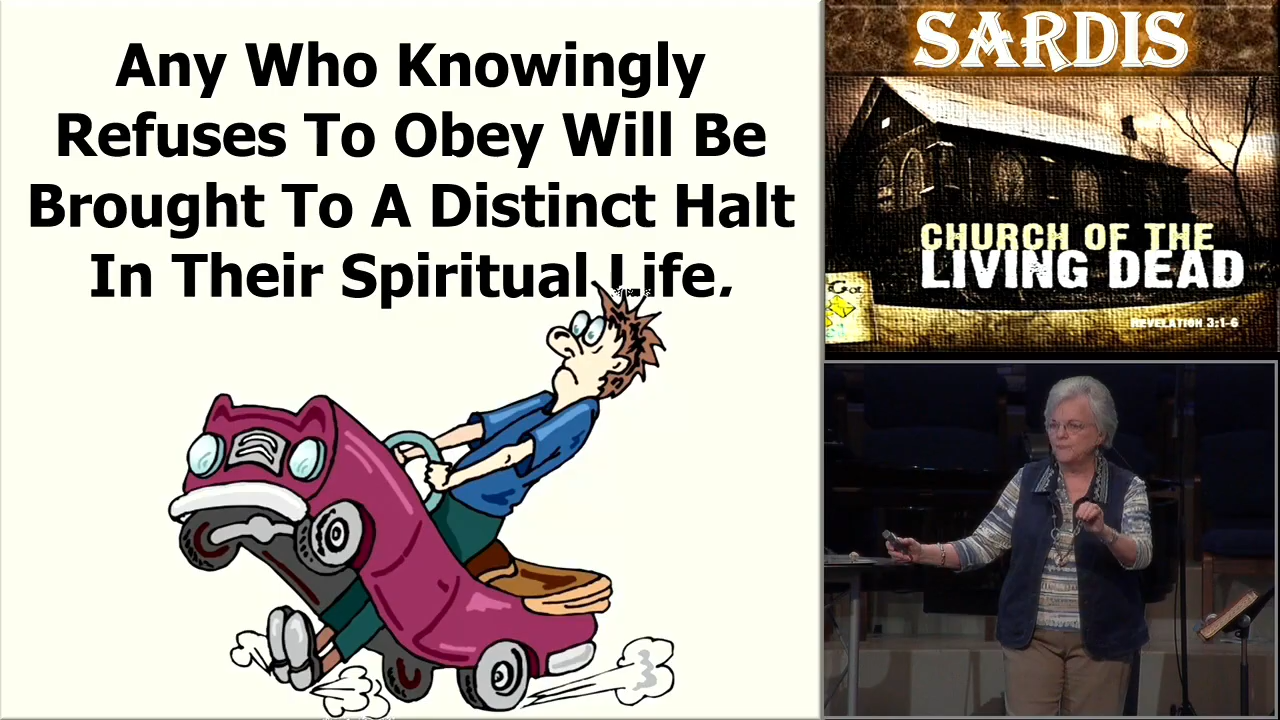 Any Who Knowingly
Refuses To Obey Will Be
Brought To A Distinct Halt
In Their Spiritual Life.
SARDIS
CHURCH OF THE
LIVING DEAD
REVELATION 3:1-6